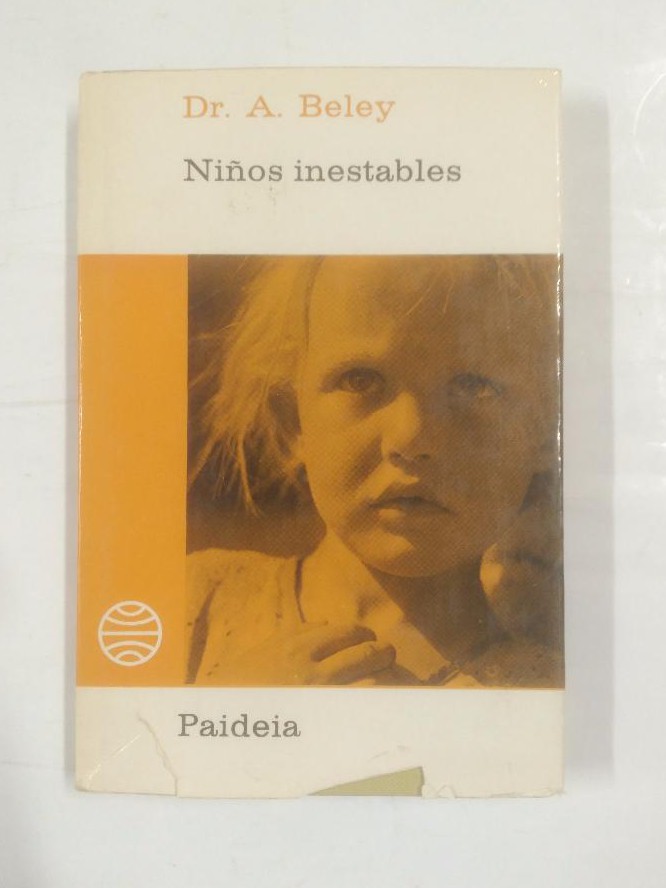 Dr. A. Beley
Niños inestables
Paideia